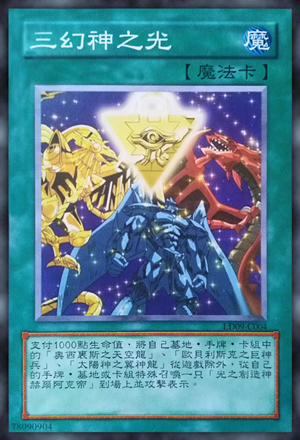 三幻神之光
魔
【魔法卡】
ED09-C004
支付1000點生命值，將自己墓地·手牌·卡組中
的「奧西裏斯之天空龍」、「歐貝利斯克之巨神
兵」、「太陽神之翼神龍」從遊戲除外，從自己
的手牌·墓地或卡組特殊召喚一只「光之創造神
赫爾阿克帝」到場上並攻擊表示。
78090904